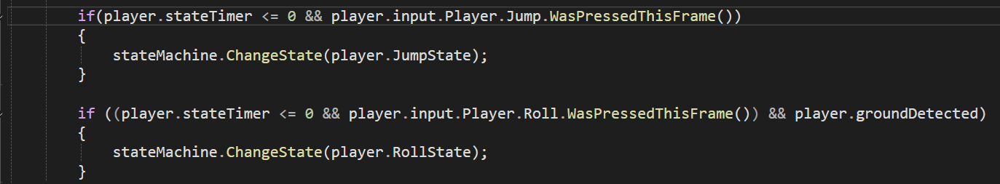 if(player.stateTimer <= 0 && player.input.Player.Jump.WasPressedThisFrame())
{
stateMachine.ChangeState(player.JumpState);
}
if ((player.stateTimer <= 0 && player.input.Player.Roll.WasPressedThisFrame()) && player.groundDetected)
{
stateMachine.ChangeState(player.RollState);
}